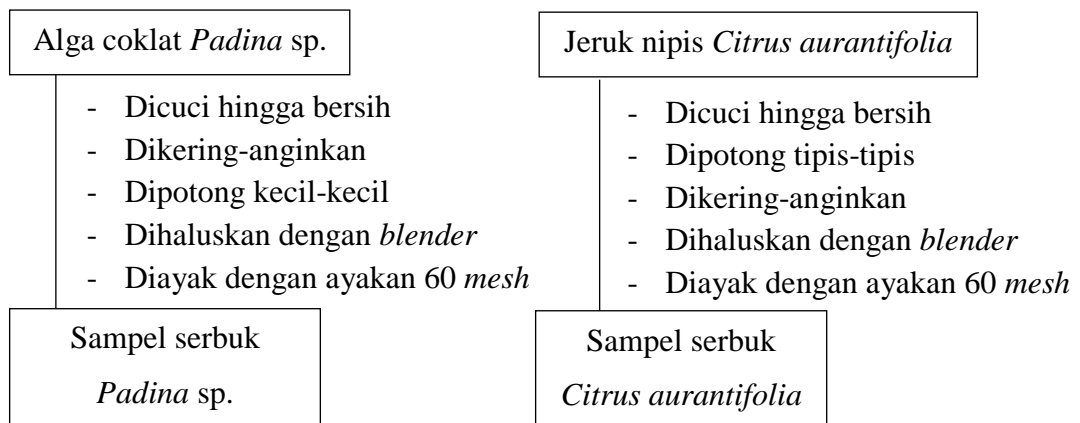 Alga coklat Padina sp.
- Dicuci hingga bersih
- Dikering-anginkan
- Dipotong kecil-kecil
- Dihaluskan dengan blender
- Diayak dengan ayakan 60 mesh
Sampel serbuk
Padina sp.
Jeruk nipis Citrus aurantifolia
- Dicuci hingga bersih
- Dipotong tipis-tipis
- Dikering-anginkan
- Dihaluskan dengan blender
- Diayak dengan ayakan 60 mesh
Sampel serbuk
Citrus aurantifolia